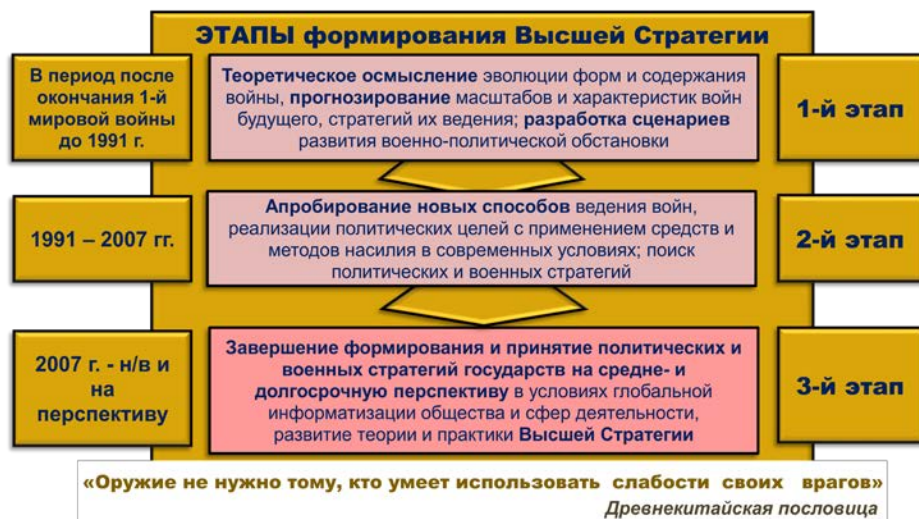 ЭТАПЫ формирования Высшей Стратегии
В период после
окончания 1-й
мировой войны
до 1991 г.
Теоретическое осмысление эволюции форм и содержания
войны, прогнозирование масштабов и характеристик войн
будущего, стратегий их ведения; разработка сценариев
развития военно-политической обстановки
1-й этап
1991 – 2007 гг.
Апробирование новых способов ведения войн,
реализации политических целей с применением средств и
методов насилия в современных условиях; поиск
политических и военных стратегий
2-й этап
2007 г. - н/в и
на
перспективу
Завершение формирования и принятие политических и
военных стратегий государств на средне- и
долгосрочную перспективу в условиях глобальной
информатизации общества и сфер деятельности,
развитие теории и практики Высшей Стратегии
3-й этап
«Оружие не нужно тому, кто умеет использовать слабости своих врагов»
Древнекитайская пословица